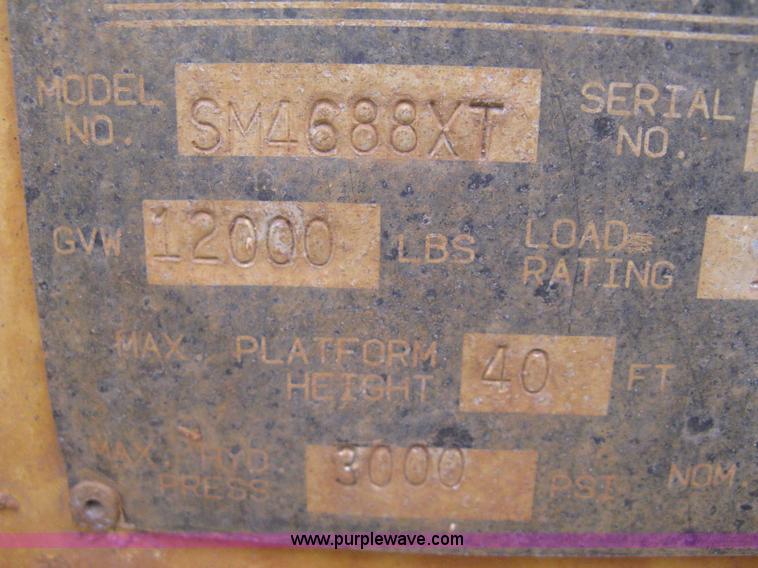 MODEL NO. SM4688XT SERIAL NO.
GVW 12000 LBS LOAD RATING
MAX. PLATFORM HEIGHT 40 FT
MAX. HYD. PRESS 3000 PSI NOM.
www.purplewave.com